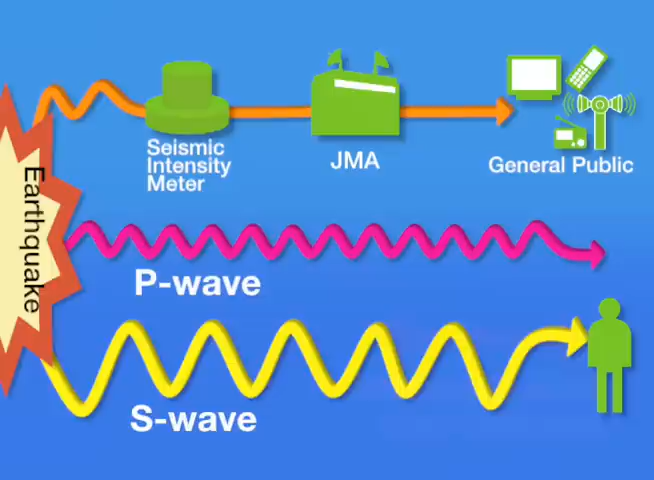 Earthquake
Seismic
Intensity
Meter
JMA
General Public
P-wave
S-wave